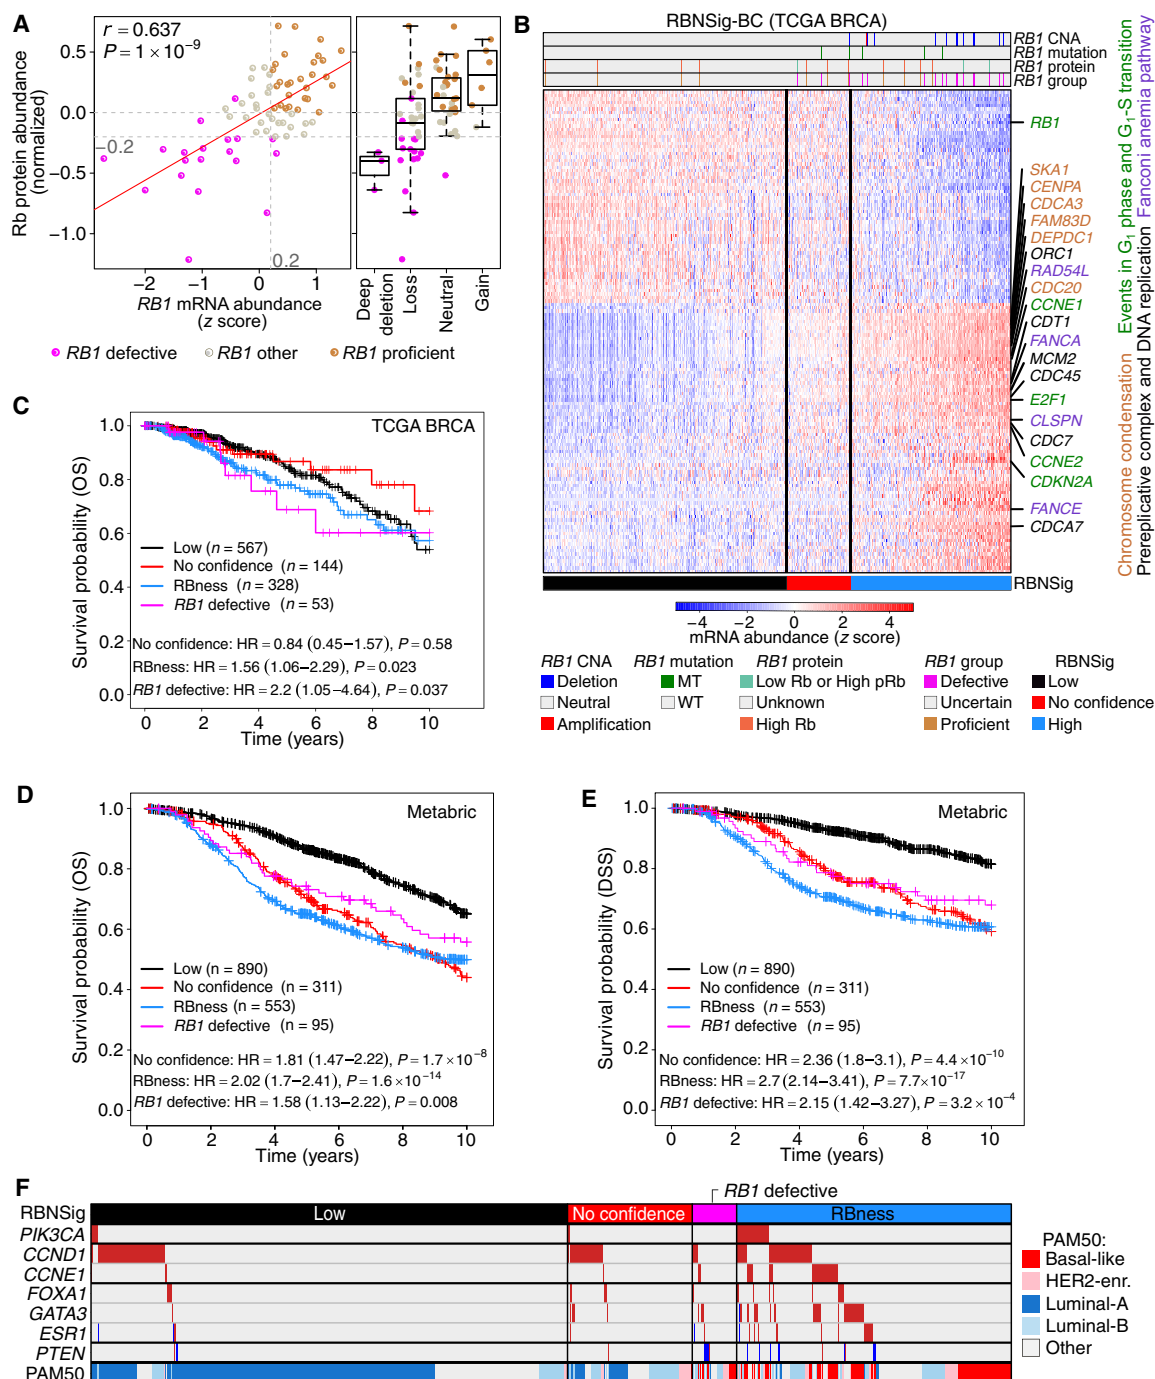 A
r = 0.637
P = 1 × 10−9
Rb protein abundance
(normalized)
0.5
0.0
−0.5
−1.0
−0.2
0.2
−2 −1 0 1
RB1 mRNA abundance
(z score)
Deep deletion
Loss
Neutral
Gain
RB1 defective RB1 other RB1 proficient
B
RBNSig-BC (TCGA BRCA)
RB1 CNA
RB1 mutation
RB1 protein
RB1 group
RB1
SKA1
CENPA
CDCA3
FAM83D
DEPDC1
ORC1
RAD54L
CDC20
CCNE1
CDT1
FANCA
MCM2
CDC45
E2F1
CLSPN
CDC7
CCNE2
CDKN2A
FANCE
CDCA7
RBNSig
Chromosome condensation Events in G1 phase and G1-S transition
Prereplicative complex and DNA replication Fanconi anemia pathway
−4 −2 0 2 4
mRNA abundance (z score)
RB1 CNA RB1 mutation RB1 protein RB1 group RBNSig
Deletion MT Low Rb or High pRb Defective Low
Neutral WT Unknown Uncertain No confidence
Amplification High Rb Proficient High
C
TCGA BRCA
Survival probability (OS)
1.0
0.8
0.6
0.4
0.2
0.0
Low (n = 567)
No confidence (n = 144)
RBness (n = 328)
RB1 defective (n = 53)
No confidence: HR = 0.84 (0.45−1.57), P = 0.58
RBness: HR = 1.56 (1.06−2.29), P = 0.023
RB1 defective: HR = 2.2 (1.05−4.64), P = 0.037
0 2 4 6 8 10
Time (years)
D
Metabric
Survival probability (OS)
1.0
0.8
0.6
0.4
0.2
0.0
Low (n = 890)
No confidence (n = 311)
RBness (n = 553)
RB1 defective (n = 95)
No confidence: HR = 1.81 (1.47−2.22), P = 1.7 ×10−8
RBness: HR = 2.02 (1.7−2.41), P = 1.6×10−14
RB1 defective: HR = 1.58 (1.13−2.22), P = 0.008
0 2 4 6 8 10
Time (years)
E
Metabric
Survival probability (DSS)
1.0
0.8
0.6
0.4
0.2
0.0
Low (n = 890)
No confidence (n = 311)
RBness (n = 553)
RB1 defective (n = 95)
No confidence: HR = 2.36 (1.8−3.1), P = 4.4 ×10−10
RBness: HR = 2.7 (2.14−3.41), P = 7.7×10−17
RB1 defective: HR = 2.15 (1.42−3.27), P = 3.2 ×10−4
0 2 4 6 8 10
Time (years)
F
RB1 defective
RBNSig Low No confidence RBness
PIK3CA
CCND1
CCNE1
FOXA1
GATA3
ESR1
PTEN
PAM50
PAM50:
Basal-like
HER2-enr.
Luminal-A
Luminal-B
Other